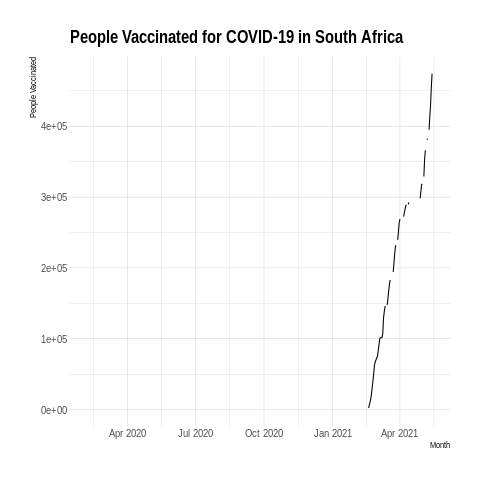 People Vaccinated for COVID-19 in South Africa
People Vaccinated
4e+05
3e+05
2e+05
1e+05
0e+00
Apr 2020 Jul 2020 Oct 2020 Jan 2021 Apr 2021
Month